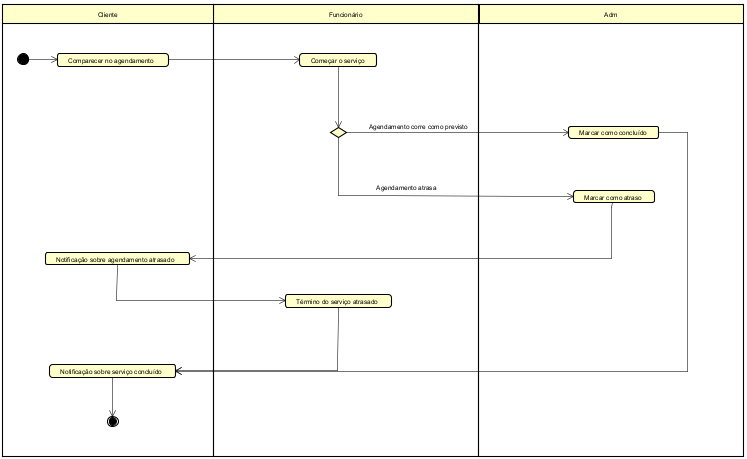 Cliente
Funcionário
Adm
Comparecer no agendamento
Começar o serviço
Agendamento corre como previsto
Marcar como concluído
Agendamento atrasa
Marcar como atraso
Notificação sobre agendamento atrasado
Término do serviço atrasado
Notificação sobre serviço concluído